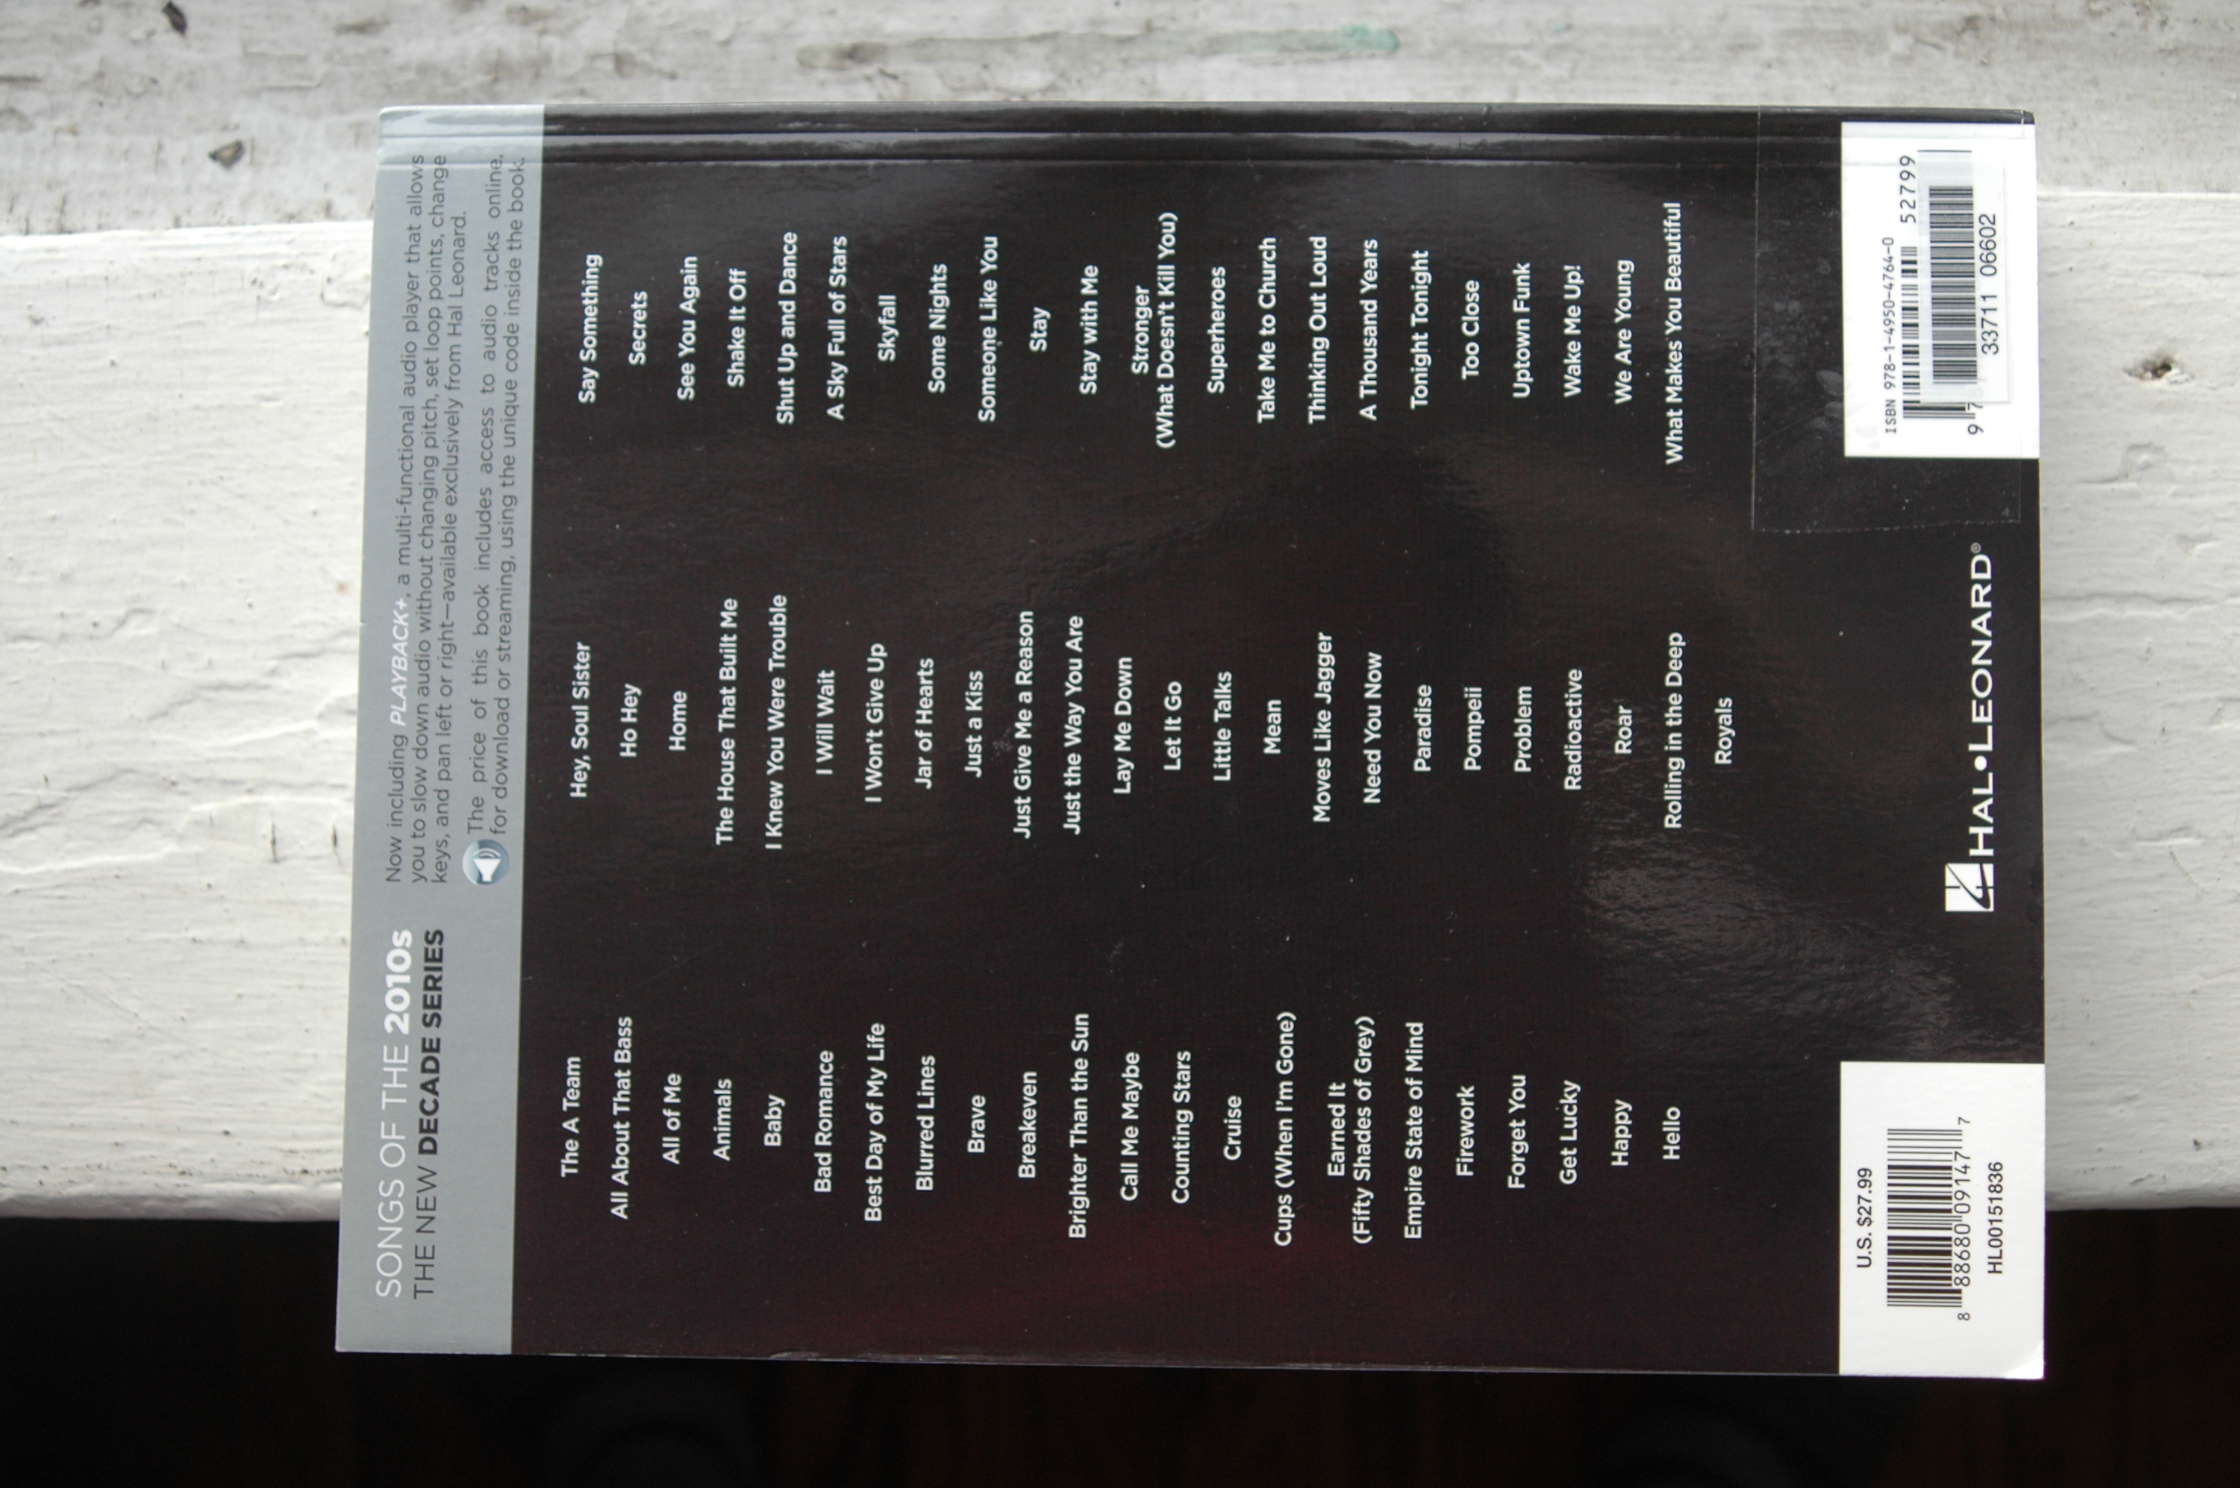 SONGS OF THE 2010s
THE NEW DECADE SERIES
Now including PLAYBACK+, a multi-functional audio player that allows
you to slow down audio without changing pitch, set loop points, change
keys, and pan left or right—available exclusively from Hal Leonard.
The price of this book includes access to audio tracks online,
for download or streaming, using the unique code inside the book.
The A Team
All About That Bass
All of Me
Animals
Baby
Bad Romance
Best Day of My Life
Blurred Lines
Brave
Breakeven
Brighter Than the Sun
Call Me Maybe
Counting Stars
Cruise
Cups (When I'm Gone)
Earned It
(Fifty Shades of Grey)
Empire State of Mind
Firework
Forget You
Get Lucky
Happy
Hello
Hey, Soul Sister
Ho Hey
Home
The House That Built Me
I Knew You Were Trouble
I Will Wait
I Won't Give Up
Jar of Hearts
Just a Kiss
Just Give Me a Reason
Just the Way You Are
Lay Me Down
Let It Go
Little Talks
Mean
Moves Like Jagger
Need You Now
Paradise
Pompeii
Problem
Radioactive
Roar
Rolling in the Deep
Royals
Say Something
Secrets
See You Again
Shake It Off
Shut Up and Dance
A Sky Full of Stars
Skyfall
Some Nights
Someone Like You
Stay
Stay with Me
Stronger
(What Doesn't Kill You)
Superheroes
Take Me to Church
Thinking Out Loud
A Thousand Years
Tonight Tonight
Too Close
Uptown Funk
Wake Me Up!
We Are Young
What Makes You Beautiful
U.S. $27.99
8 88680 09147 7
HL00151836
HAL•LEONARD®
ISBN 978-1-4950-4764-0
52799
9 78
33711 06602